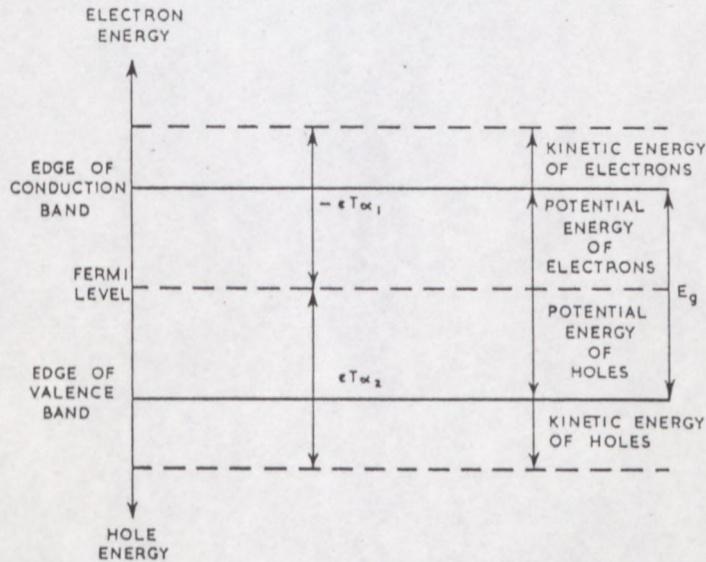 ELECTRON
ENERGY
EDGE OF
CONDUCTION
BAND
FERMI
LEVEL
EDGE OF
VALENCE
BAND
HOLE
ENERGY
− eTα₁
eTα₂
KINETIC ENERGY
OF ELECTRONS
POTENTIAL
ENERGY
OF
ELECTRONS
Eg
POTENTIAL
ENERGY
OF
HOLES
KINETIC ENERGY
OF HOLES